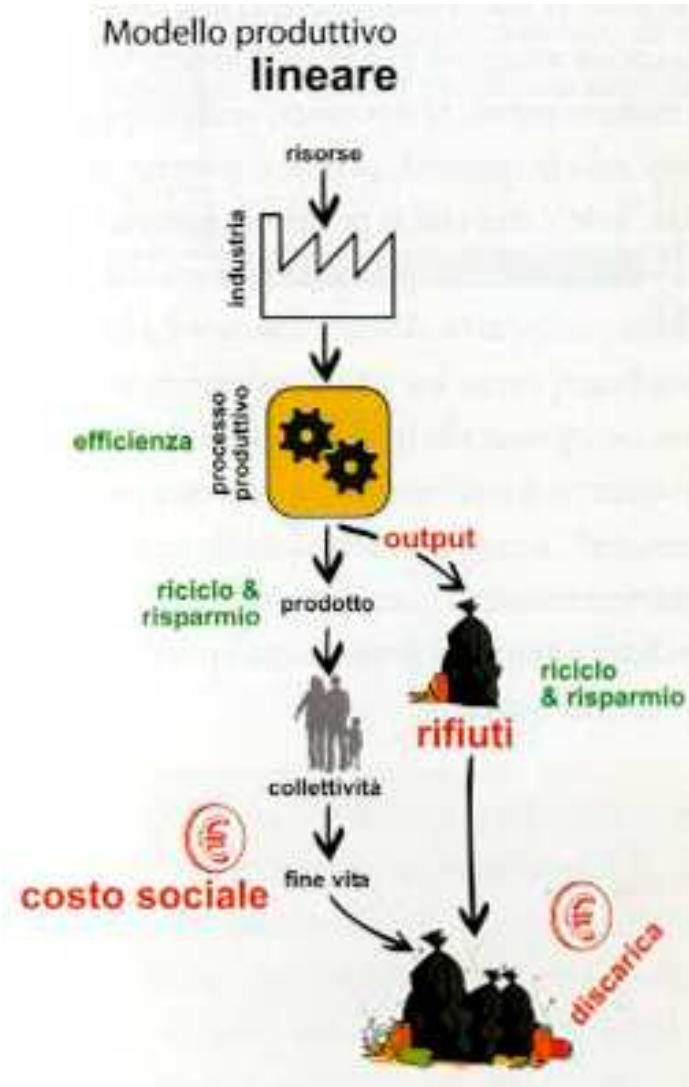 Modello produttivo
lineare
risorse
industria
efficienza
processo
produttivo
output
riciclo &
risparmio
prodotto
riciclo
& risparmio
rifiuti
collettività
costo sociale
fine vita
discarica